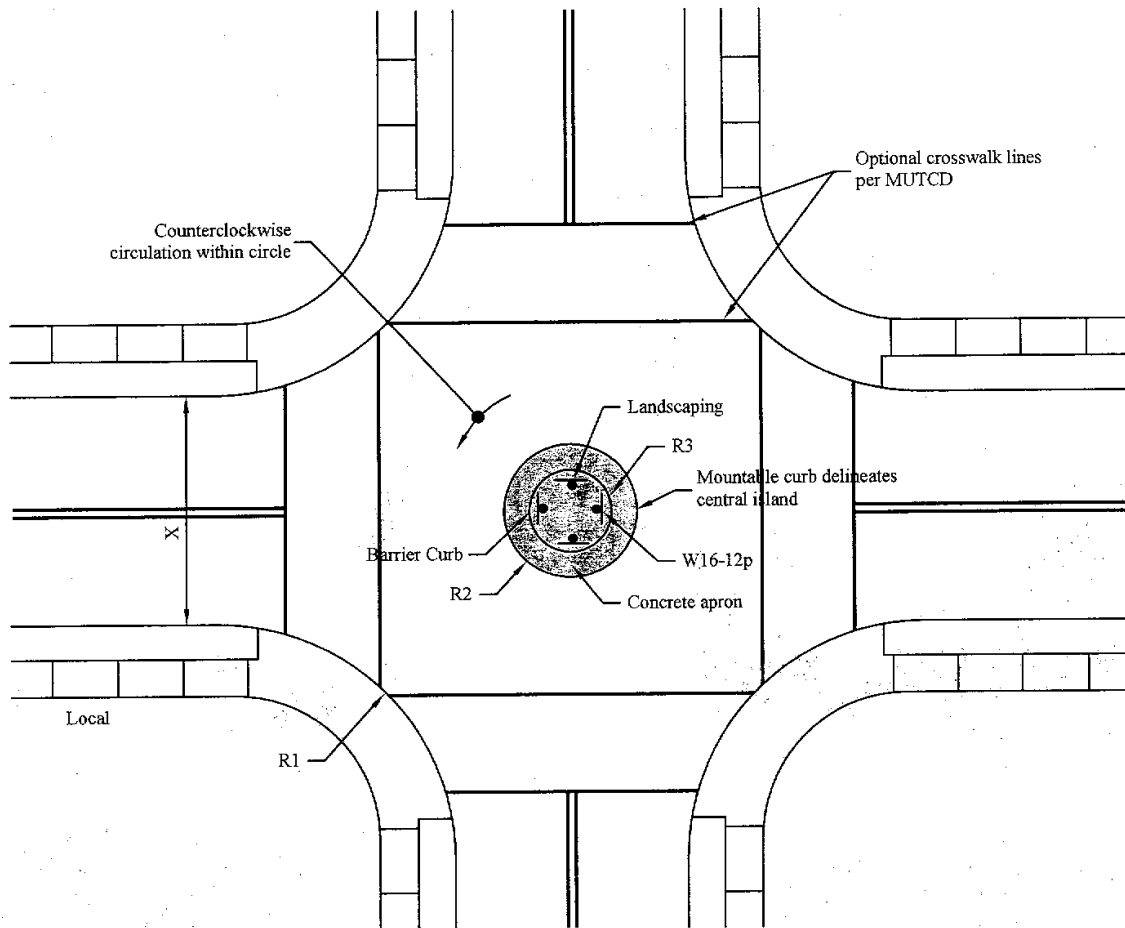 Optional crosswalk lines
per MUTCD
Counterclockwise
circulation within circle
Landscaping
R3
Mountable curb delineates
central island
X
Barrier Curb
W16-12p
R2
Concrete apron
Local
R1